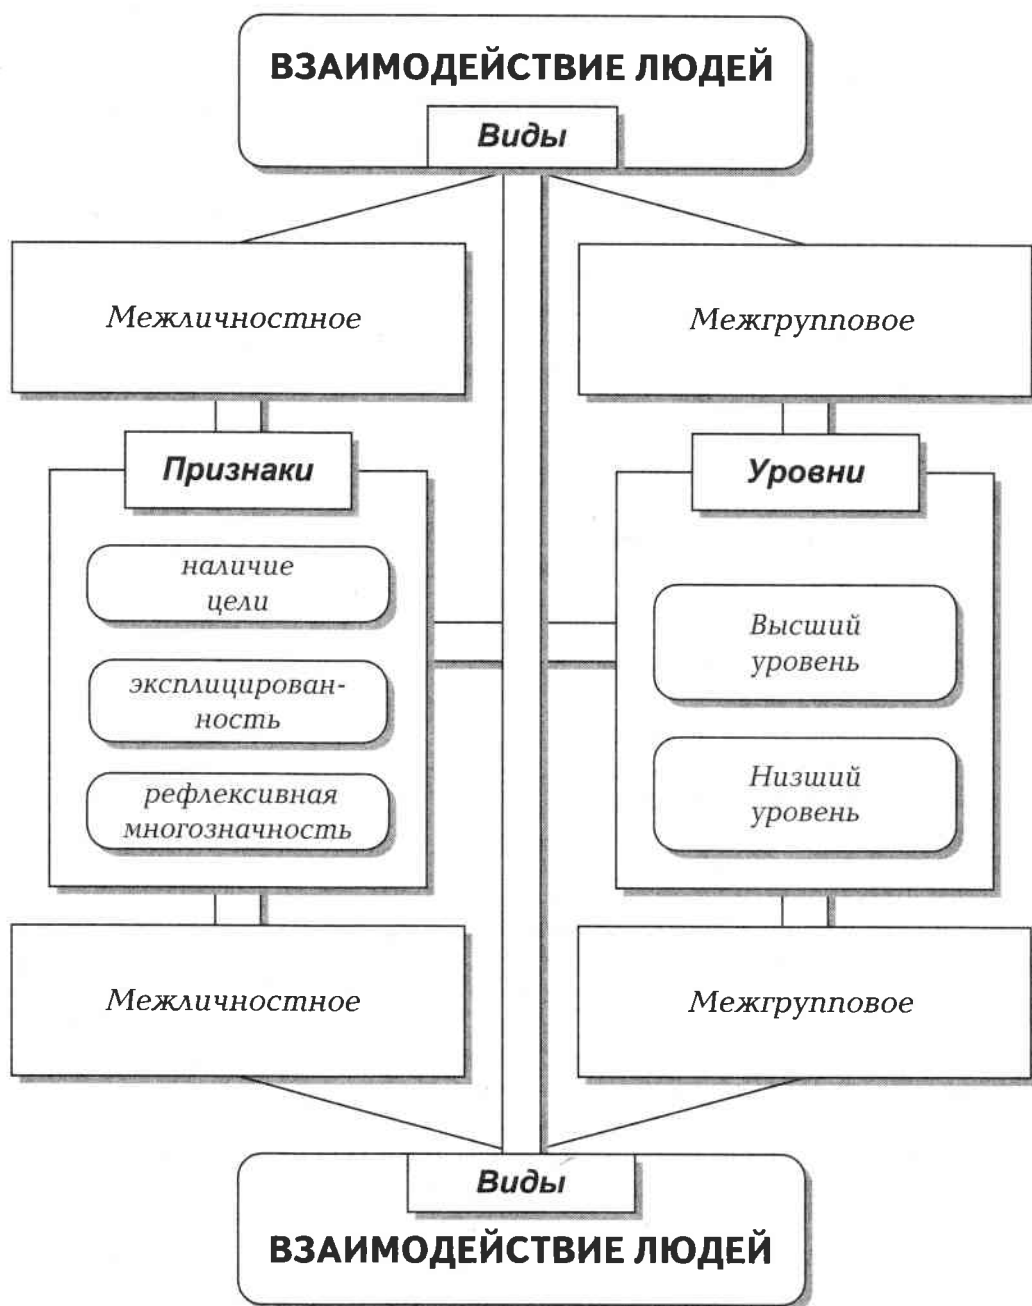 ВЗАИМОДЕЙСТВИЕ ЛЮДЕЙ
Виды
Межличностное
Межгрупповое
Признаки
наличие
цели
эксплицирован-
ность
рефлексивная
многозначность
Уровни
Высший
уровень
Низший
уровень
Межличностное
Межгрупповое
Виды
ВЗАИМОДЕЙСТВИЕ ЛЮДЕЙ